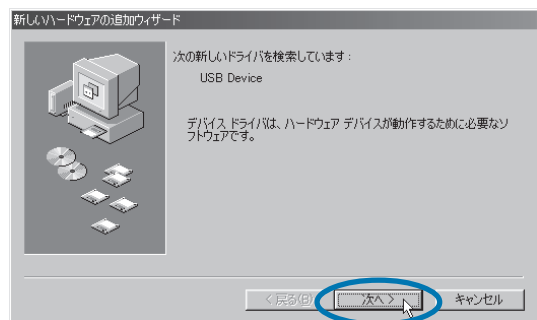 新しいハードウェアの追加ウィザード
次の新しいドライバを検索しています：
USB Device
デバイス ドライバは、ハードウェア デバイスが動作するために必要なソ
フトウェアです。
< 戻る(B)
次へ >
キャンセル